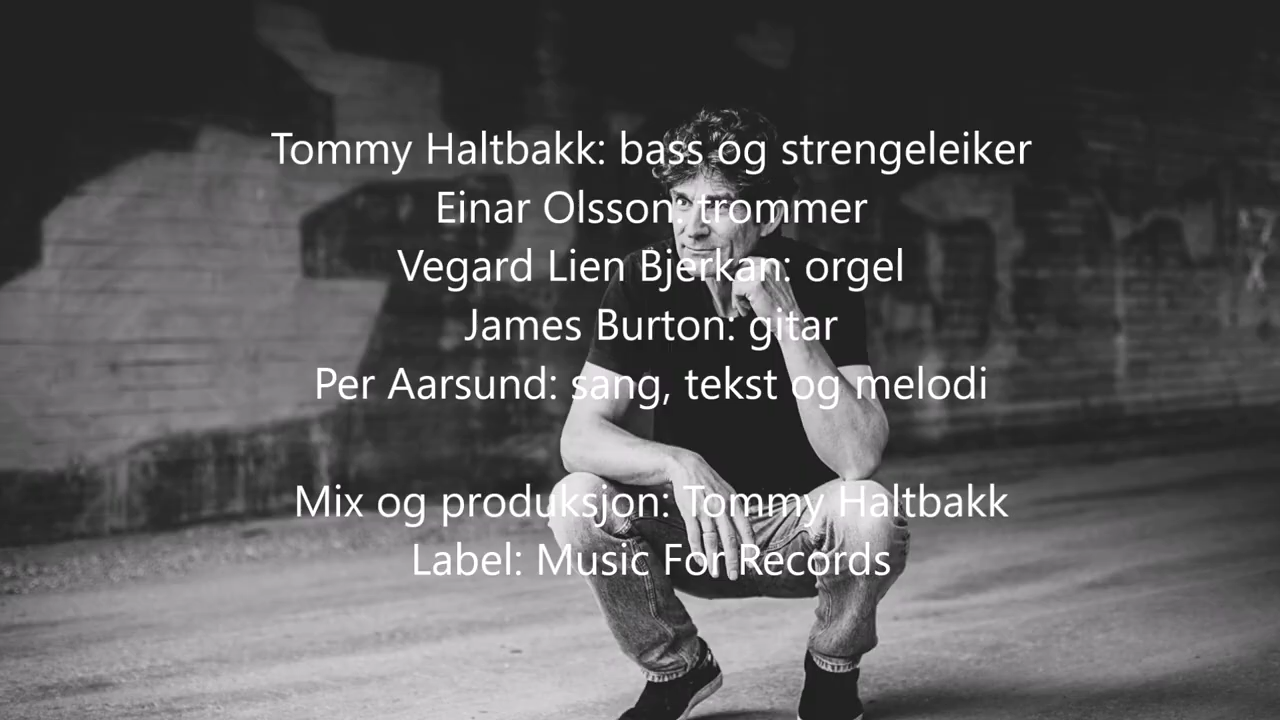 Tommy Haltbakk: bass og strengeleiker
Einar Olsson: trommer
Vegard Lien Bjerkan: orgel
James Burton: gitar
Per Aarsund: sang, tekst og melodi
Mix og produksjon: Tommy Haltbakk
Label: Music For Records